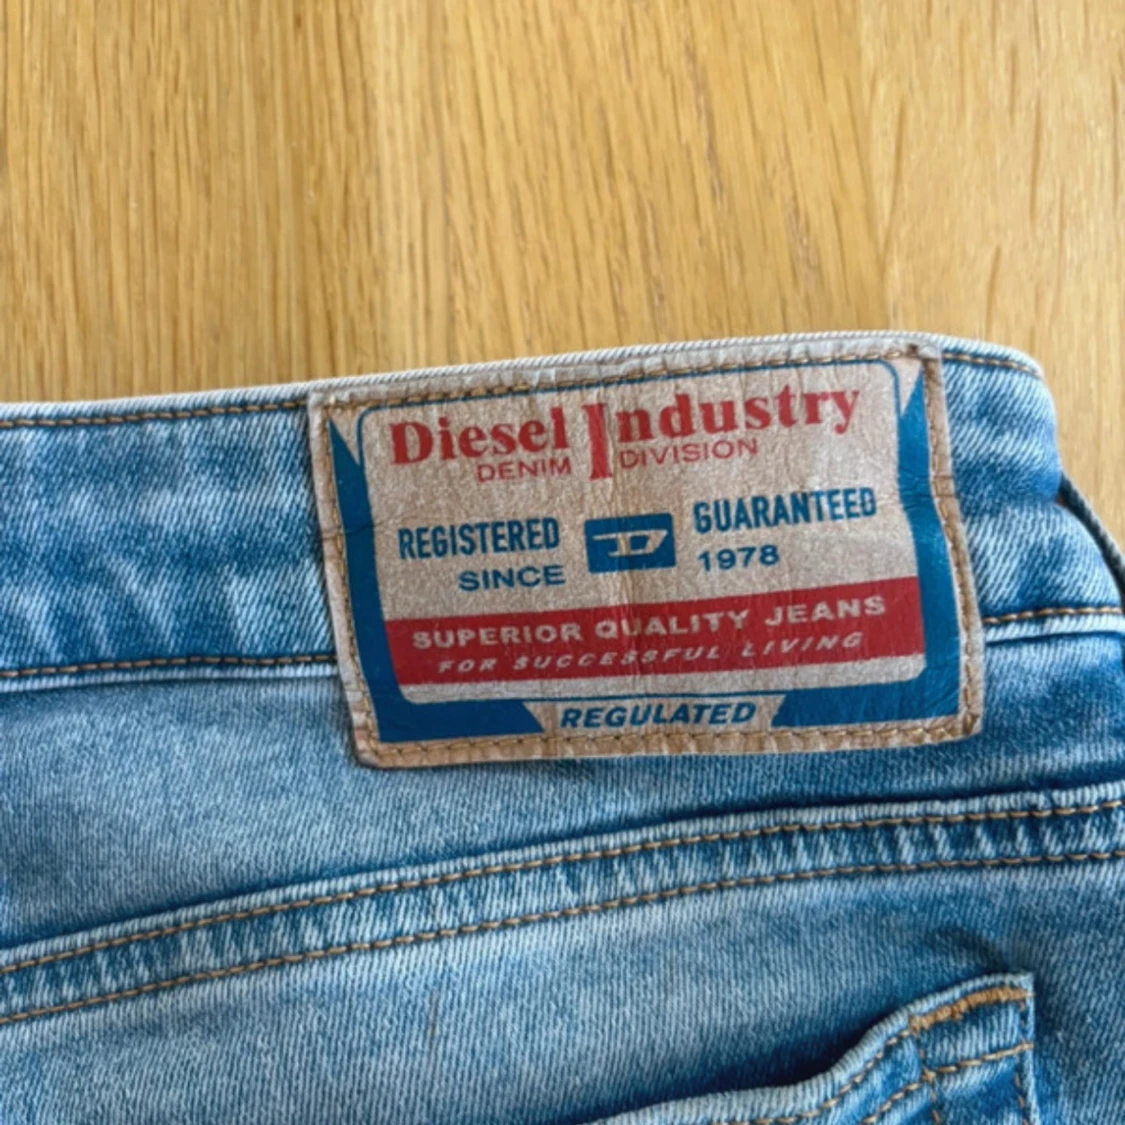 Diesel Industry
DENIM DIVISION
REGISTERED D GUARANTEED
SINCE 1978
SUPERIOR QUALITY JEANS
FOR SUCCESSFUL LIVING
REGULATED